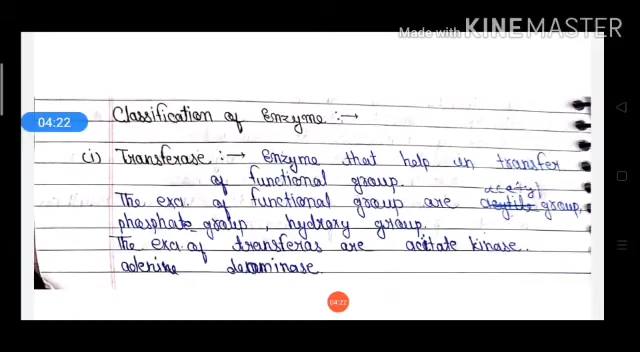 Made with KINEMASTER
Classification of Enzyme :→
04:22
(i) Transferase :→ Enzyme that help in transfer
of functional group.
acetyl
The exa. of functional group are group,
phosphate group, hydroxy group.
The exa of transferas are acitate kinase.
adenine deaminase.
04:22